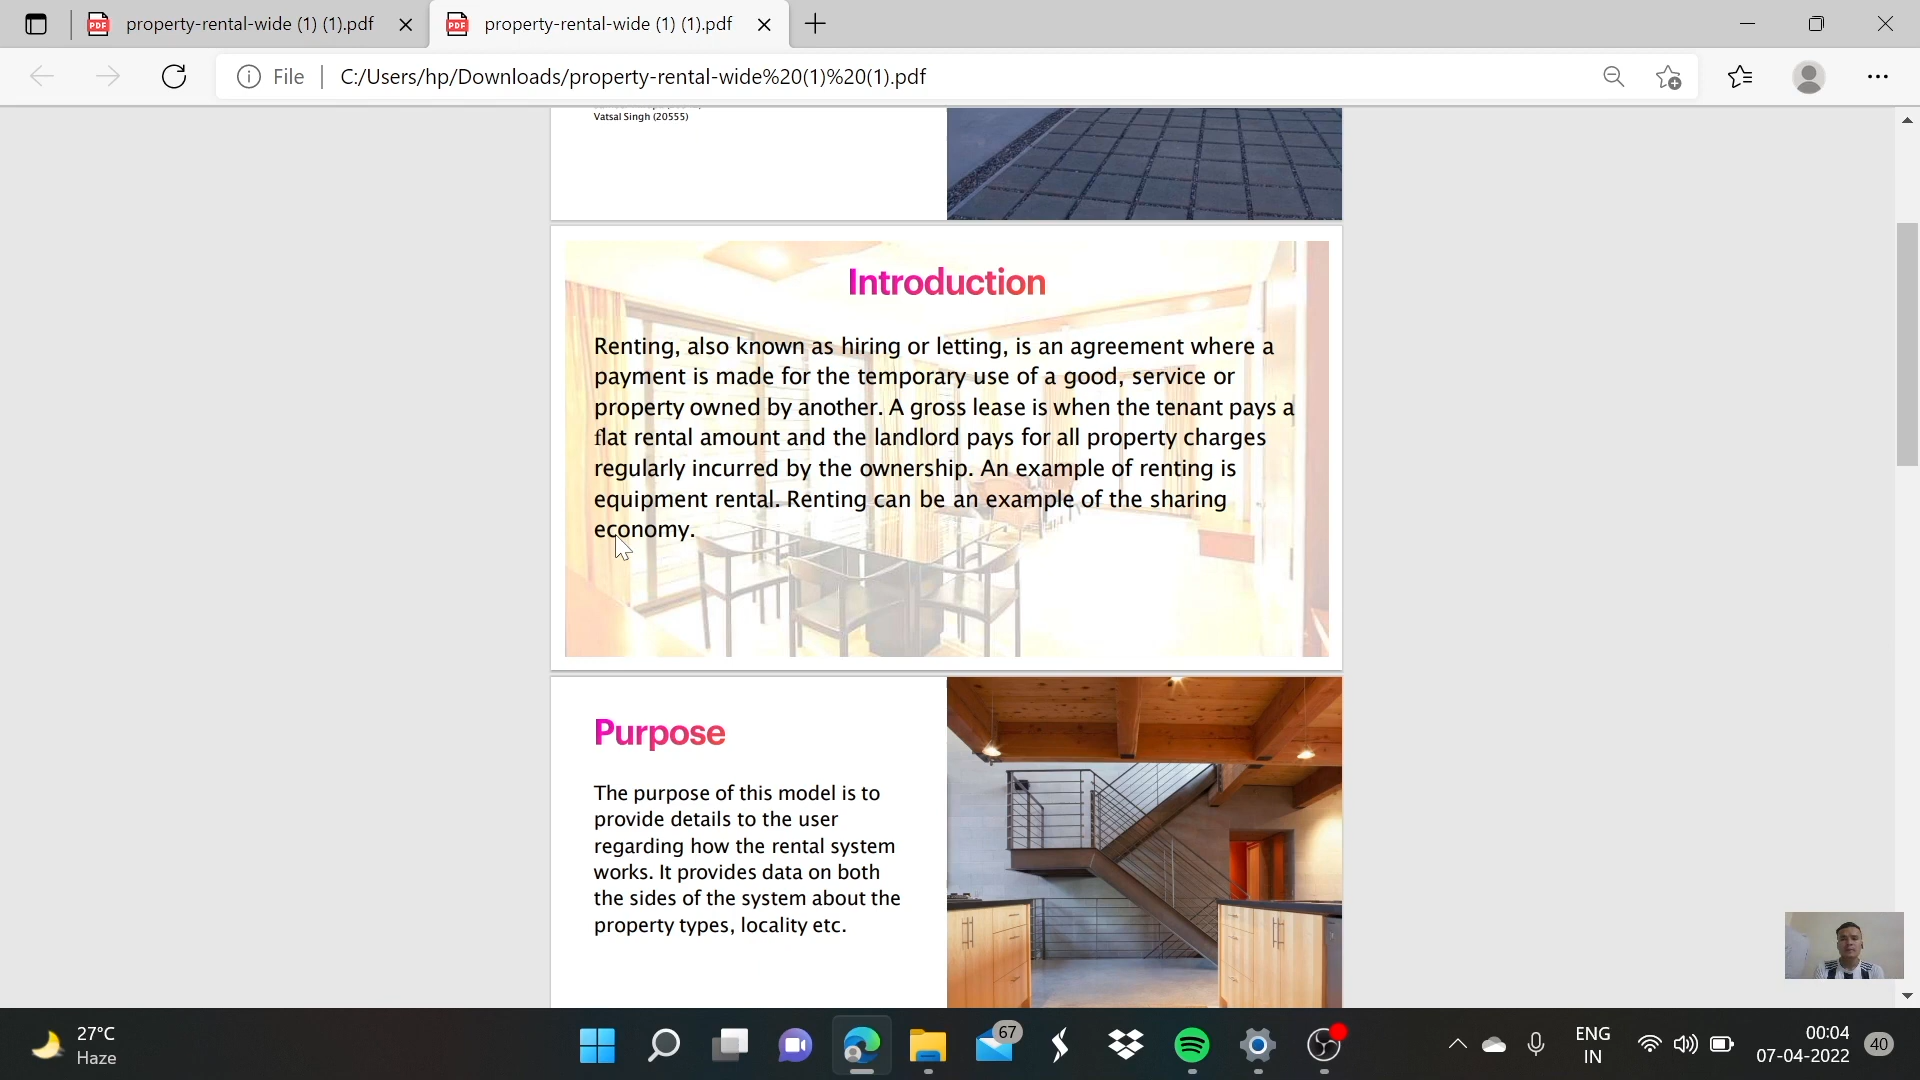 property-rental-wide (1) (1).pdf
property-rental-wide (1) (1).pdf
File
C:/Users/hp/Downloads/property-rental-wide%20(1)%20(1).pdf
Vatsal Singh (20555)
Introduction
Renting, also known as hiring or letting, is an agreement where a
payment is made for the temporary use of a good, service or
property owned by another. A gross lease is when the tenant pays a
flat rental amount and the landlord pays for all property charges
regularly incurred by the ownership. An example of renting is
equipment rental. Renting can be an example of the sharing
economy.
Purpose
The purpose of this model is to
provide details to the user
regarding how the rental system
works. It provides data on both
the sides of the system about the
property types, locality etc.
27°C
Haze
67
ENG
IN
00:04
07-04-2022
40